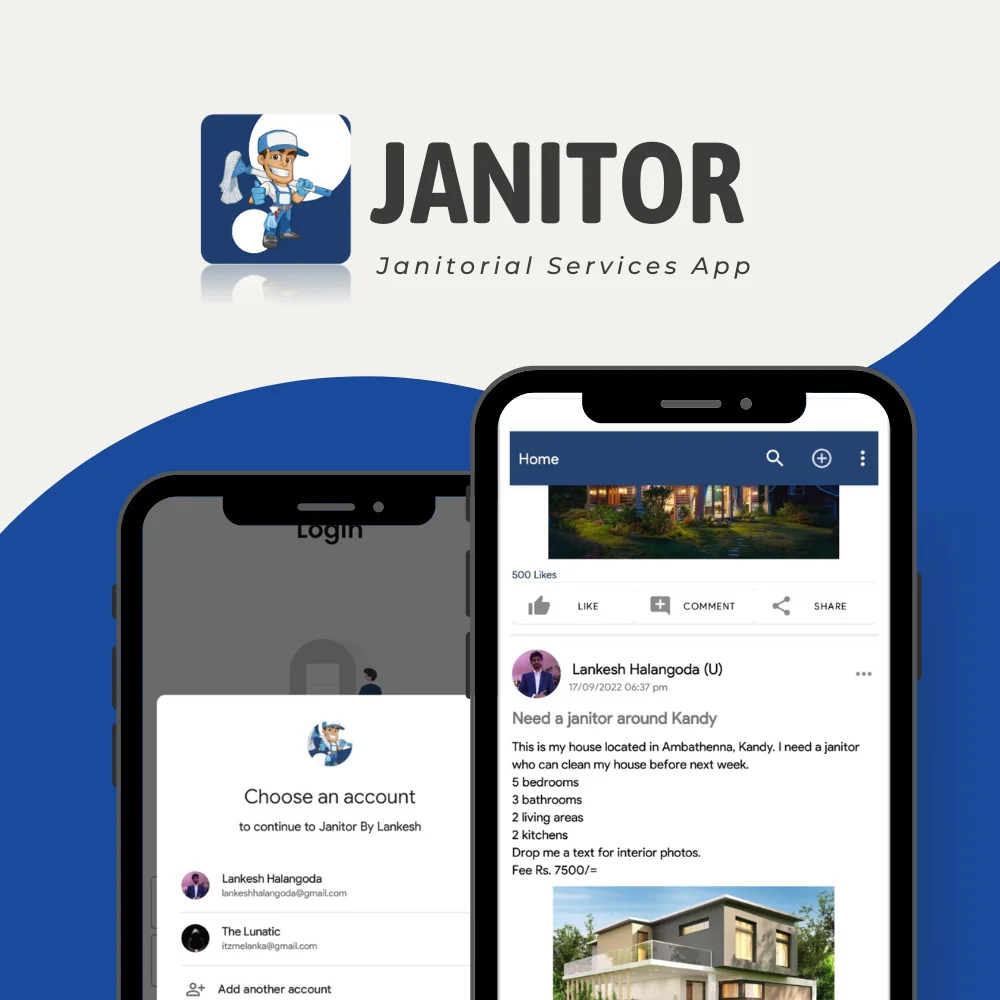 JANITOR
Janitorial Services App
Login
Choose an account
to continue to Janitor By Lankesh
Lankesh Halangoda
lankeshhalangoda@gmail.com
The Lunatic
itzmelanka@gmail.com
Add another account
Home
500 Likes
LIKE COMMENT SHARE
Lankesh Halangoda (U)
17/09/2022 06:37 pm
Need a janitor around Kandy
This is my house located in Ambathenna, Kandy. I need a janitor
who can clean my house before next week.
5 bedrooms
3 bathrooms
2 living areas
2 kitchens
Drop me a text for interior photos.
Fee Rs. 7500/=